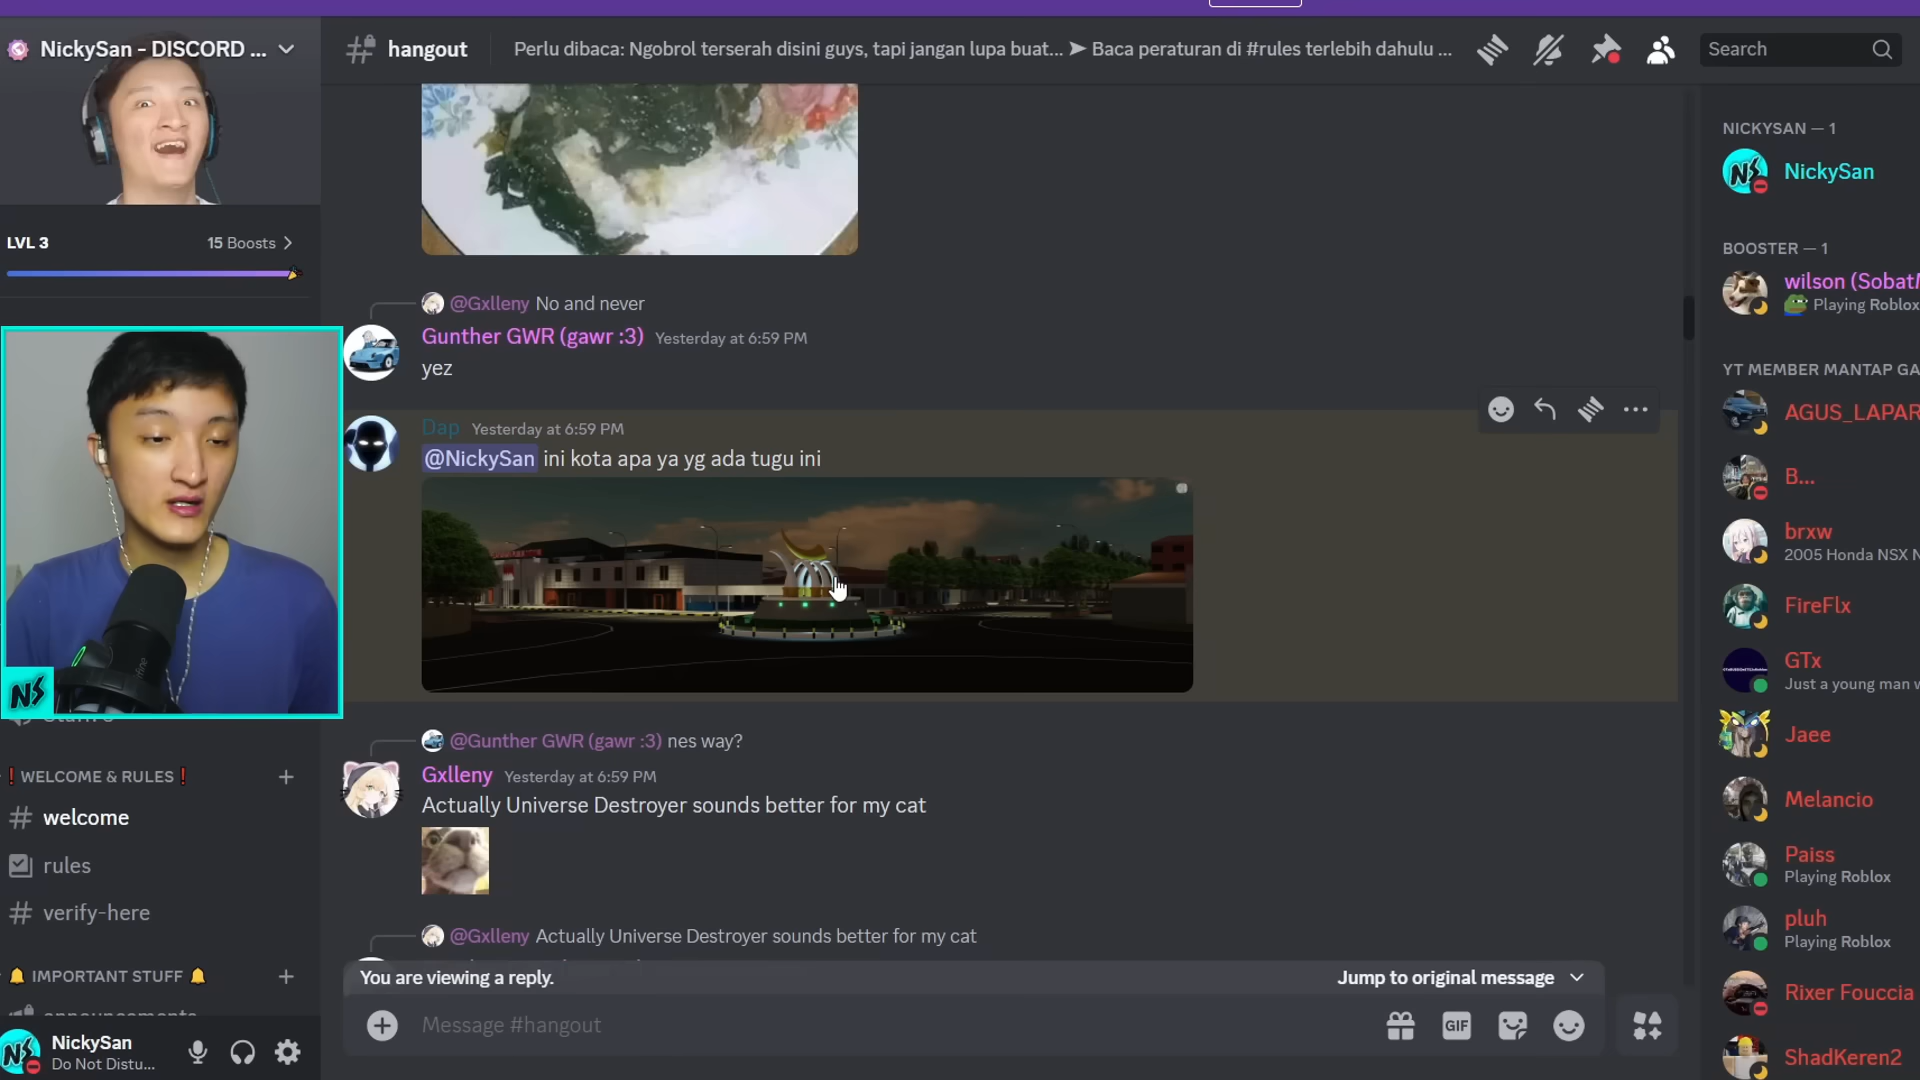 NickySan - DISCORD ...
hangout
Perlu dibaca: Ngobrol terserah disini guys, tapi jangan lupa buat... ➤ Baca peraturan di #rules terlebih dahulu ...
Search
LVL 3
15 Boosts
@Gxlleny No and never
Gunther GWR (gawr :3) Yesterday at 6:59 PM
yez
Dap Yesterday at 6:59 PM
@NickySan ini kota apa ya yg ada tugu ini
@Gunther GWR (gawr :3) nes way?
Gxlleny Yesterday at 6:59 PM
Actually Universe Destroyer sounds better for my cat
@Gxlleny Actually Universe Destroyer sounds better for my cat
You are viewing a reply.
Jump to original message
Message #hangout
GIF
NS
❗WELCOME & RULES❗
welcome
rules
verify-here
🔔 IMPORTANT STUFF 🔔
announcements
NickySan
Do Not Distu...
NICKYSAN — 1
NickySan
BOOSTER — 1
wilson (SobatM
Playing Roblox
YT MEMBER MANTAP GA
AGUS_LAPAR
B...
brxw
2005 Honda NSX N
FireFlx
GTx
Just a young man w
Jaee
Melancio
Paiss
Playing Roblox
pluh
Playing Roblox
Rixer Fouccia
ShadKeren2